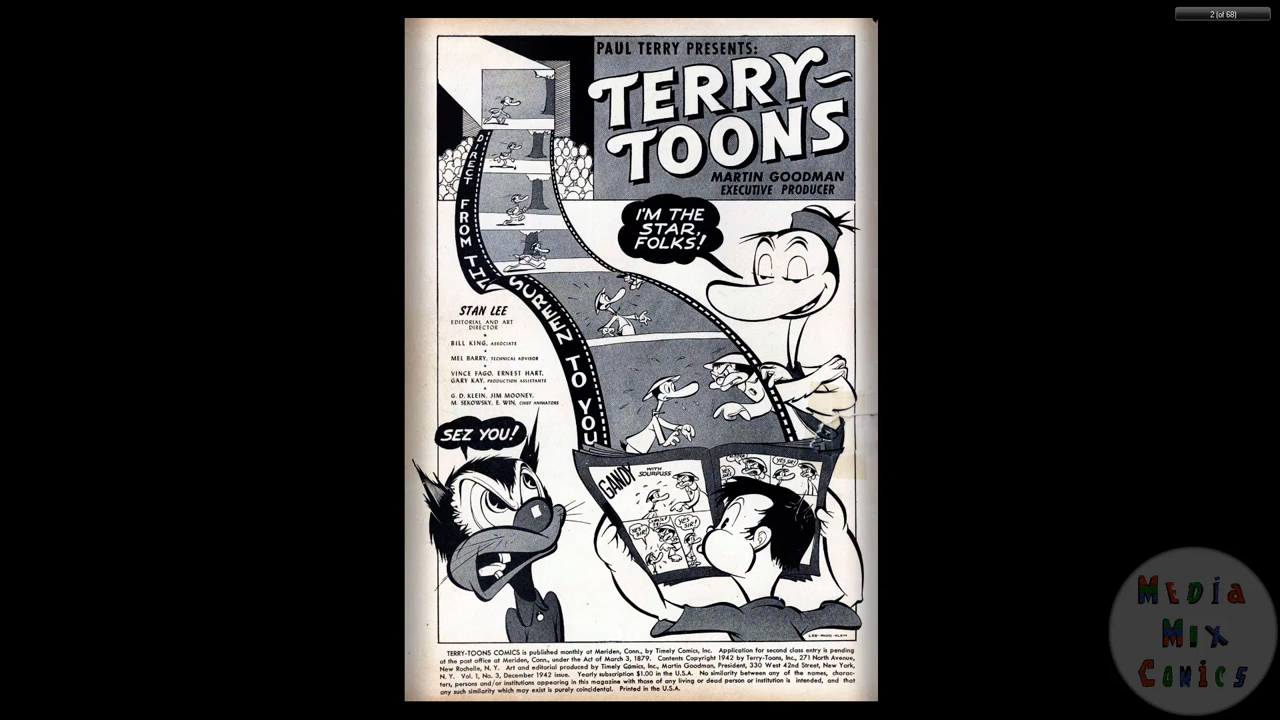 2 (of 68)
PAUL TERRY PRESENTS:
TERRY-
TOONS
MARTIN GOODMAN
EXECUTIVE PRODUCER
DIRECT FROM THE SCREEN TO YOU
I'M THE
STAR,
FOLKS!
STAN LEE
EDITORIAL AND ART
DIRECTOR
BILL KING, ASSOCIATE
MEL BARRY, TECHNICAL ADVISOR
VINCE FAGO, ERNEST HART,
GARY KAY, PRODUCTION ASSISTANTS
G. D. KLEIN, JIM MOONEY,
M. SEKOWSKY, E. WIN, CHIEF ANIMATORS
SEZ YOU!
GANDY
WITH
SOURPUSS
YES SIR!
YES
SIR!
YES
SIR!
TERRY-TOONS COMICS is published monthly at Meriden, Conn., by Timely Comics, Inc. Application for second class entry is pending
at the post office at Meriden, Conn., under the Act of March 3, 1879. Contents Copyright 1942 by Terry-Toons, Inc., 271 North Avenue,
New Rochelle, N. Y. Art and editorial produced by Timely Comics, Inc., Martin Goodman, President, 330 West 42nd Street, New York,
N. Y. Vol. 1, No. 3, December 1942 issue. Yearly subscription $1.00 in the U.S.A. No similarity between any of the names, charac-
ters, persons and/or institutions appearing in this magazine with those of any living or dead person or institution is intended, and that
any such similarity which may exist is purely coincidental. Printed in the U.S.A.
MEDiA
Mix
COMiCS